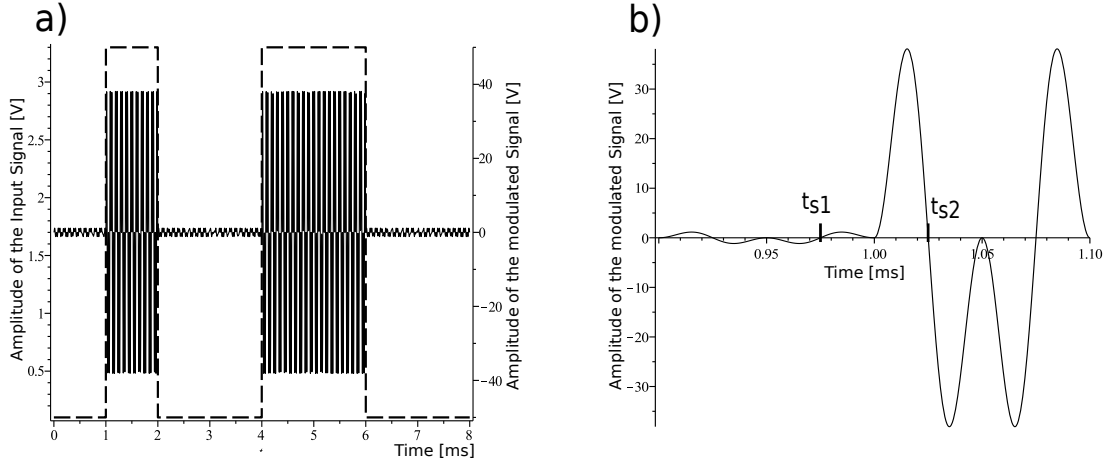 a)
Amplitude of the Input Signal [V]
3
2.5
2
1.5
1
0.5
0 1 2 3 4 5 6 7 8
Time [ms]
40
20
0
−20
−40
Amplitude of the modulated Signal [V]
b)
Amplitude of the modulated Signal [V]
30
20
10
0
−10
−20
−30
ts1
ts2
0.95 1.00 1.05 1.10
Time [ms]